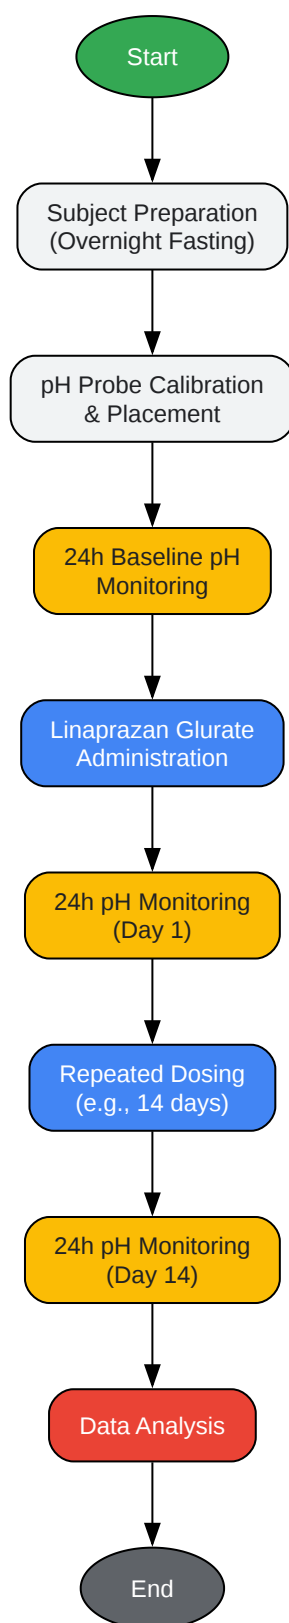 Start
Subject Preparation
(Overnight Fasting)
pH Probe Calibration
& Placement
24h Baseline pH
Monitoring
Linaprazan Glurate
Administration
24h pH Monitoring
(Day 1)
Repeated Dosing
(e.g., 14 days)
24h pH Monitoring
(Day 14)
Data Analysis
End